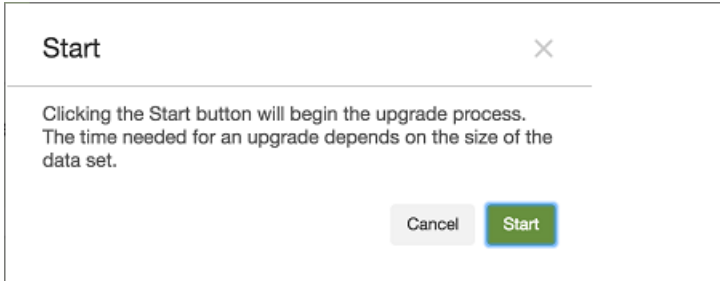 Start
Clicking the Start button will begin the upgrade process.
The time needed for an upgrade depends on the size of the
data set.
Cancel Start